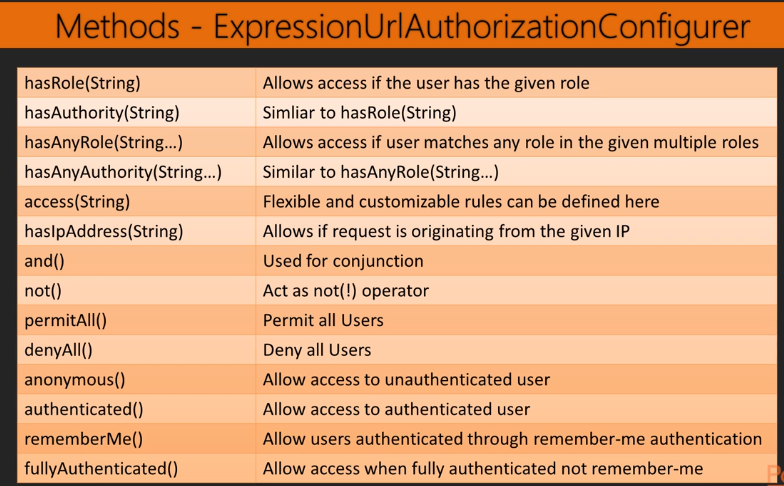 Methods - ExpressionUrlAuthorizationConfigurer
hasRole(String) Allows access if the user has the given role
hasAuthority(String) Simliar to hasRole(String)
hasAnyRole(String...) Allows access if user matches any role in the given multiple roles
hasAnyAuthority(String...) Similar to hasAnyRole(String...)
access(String) Flexible and customizable rules can be defined here
hasIpAddress(String) Allows if request is originating from the given IP
and() Used for conjunction
not() Act as not(!) operator
permitAll() Permit all Users
denyAll() Deny all Users
anonymous() Allow access to unauthenticated user
authenticated() Allow access to authenticated user
rememberMe() Allow users authenticated through remember-me authentication
fullyAuthenticated() Allow access when fully authenticated not remember-me